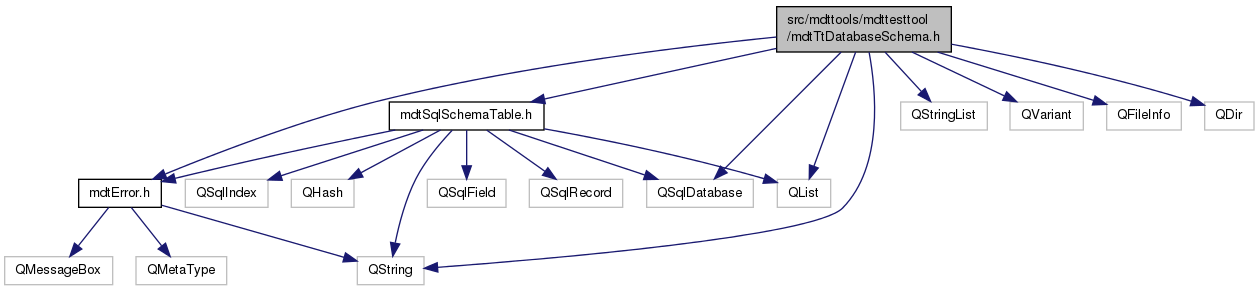 src/mdttools/mdttesttool
/mdtTtDatabaseSchema.h
mdtSqlSchemaTable.h
QStringList
QVariant
QFileInfo
QDir
mdtError.h
QSqlIndex
QHash
QSqlField
QSqlRecord
QSqlDatabase
QList
QMessageBox
QMetaType
QString